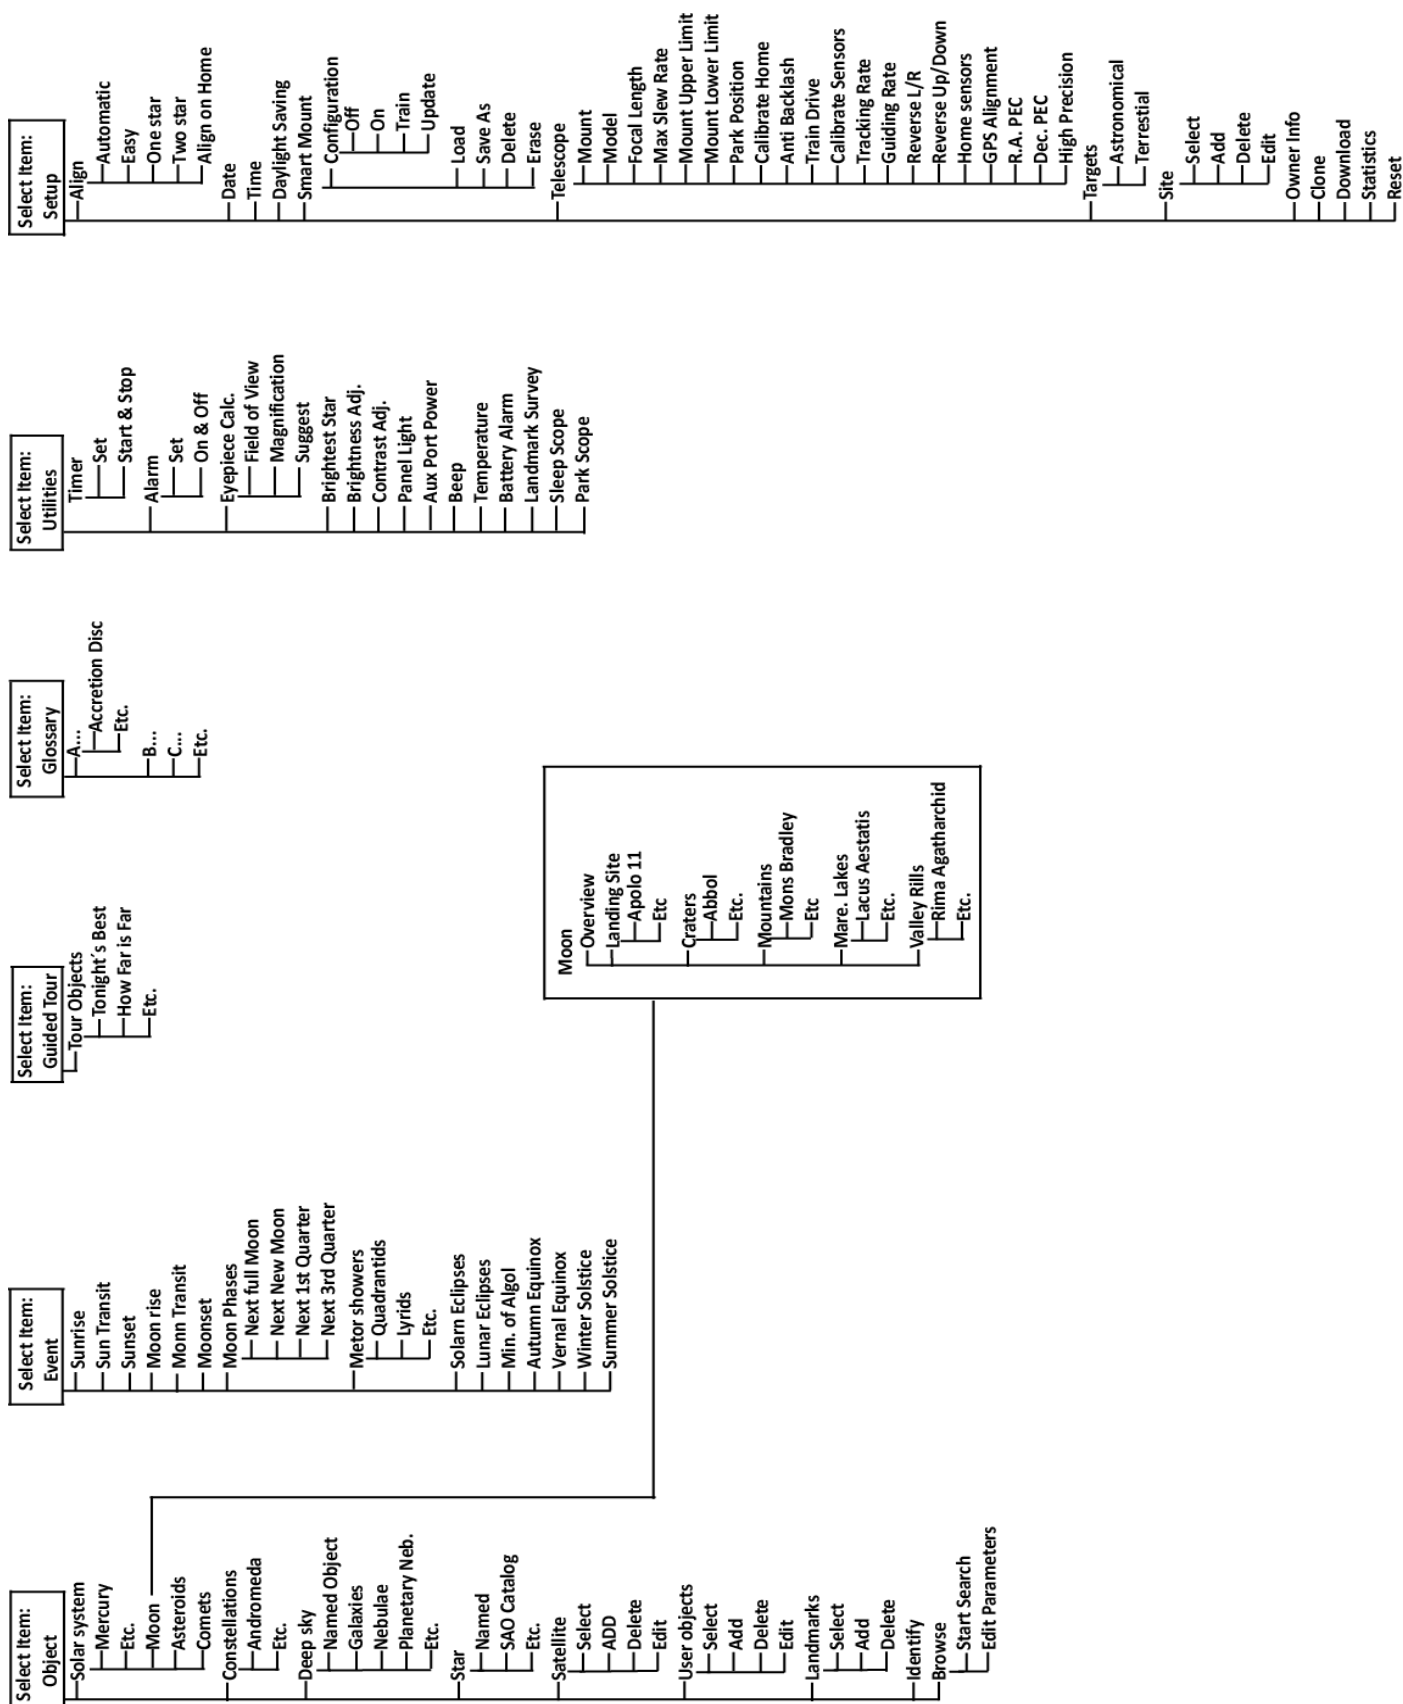 Select Item:
Object
Solar system
Mercury
Etc.
Moon
Asteroids
Comets
Constellations
Andromeda
Etc.
Deep sky
Named Object
Galaxies
Nebulae
Planetary Neb.
Etc.
Star
Named
SAO Catalog
Etc.
Satellite
Select
ADD
Delete
Edit
User objects
Select
Add
Delete
Edit
Landmarks
Select
Add
Delete
Identify
Browse
Start Search
Edit Parameters
Select Item:
Event
Sunrise
Sun Transit
Sunset
Moon rise
Monn Transit
Moonset
Moon Phases
Next full Moon
Next New Moon
Next 1st Quarter
Next 3rd Quarter
Metor showers
Quadrantids
Lyrids
Etc.
Solarn Eclipses
Lunar Eclipses
Min. of Algol
Autumn Equinox
Vernal Equinox
Winter Solstice
Summer Solstice
Select Item:
Guided Tour
Tour Objects
Tonight´s Best
How Far is Far
Etc.
Moon
Overview
Landing Site
Apolo 11
Etc
Craters
Abbol
Etc.
Mountains
Mons Bradley
Etc
Mare. Lakes
Lacus Aestatis
Etc.
Valley Rills
Rima Agatharchid
Etc.
Select Item:
Glossary
A...
Accretion Disc
Etc.
B...
C...
Etc.
Select Item:
Utilities
Timer
Set
Start & Stop
Alarm
Set
On & Off
Eyepiece Calc.
Field of View
Magnification
Suggest
Brightest Star
Brightness Adj.
Contrast Adj.
Panel Light
Aux Port Power
Beep
Temperature
Battery Alarm
Landmark Survey
Sleep Scope
Park Scope
Select Item:
Setup
Align
Automatic
Easy
One star
Two star
Align on Home
Date
Time
Daylight Saving
Smart Mount
Configuration
Off
On
Train
Update
Load
Save As
Delete
Erase
Telescope
Mount
Model
Focal Length
Max Slew Rate
Mount Upper Limit
Mount Lower Limit
Park Position
Calibrate Home
Anti Backlash
Train Drive
Calibrate Sensors
Tracking Rate
Guiding Rate
Reverse L/R
Reverse Up/Down
Home sensors
GPS Alignment
R.A. PEC
Dec. PEC
High Precision
Targets
Astronomical
Terrestial
Site
Select
Add
Delete
Edit
Owner Info
Clone
Download
Statistics
Reset